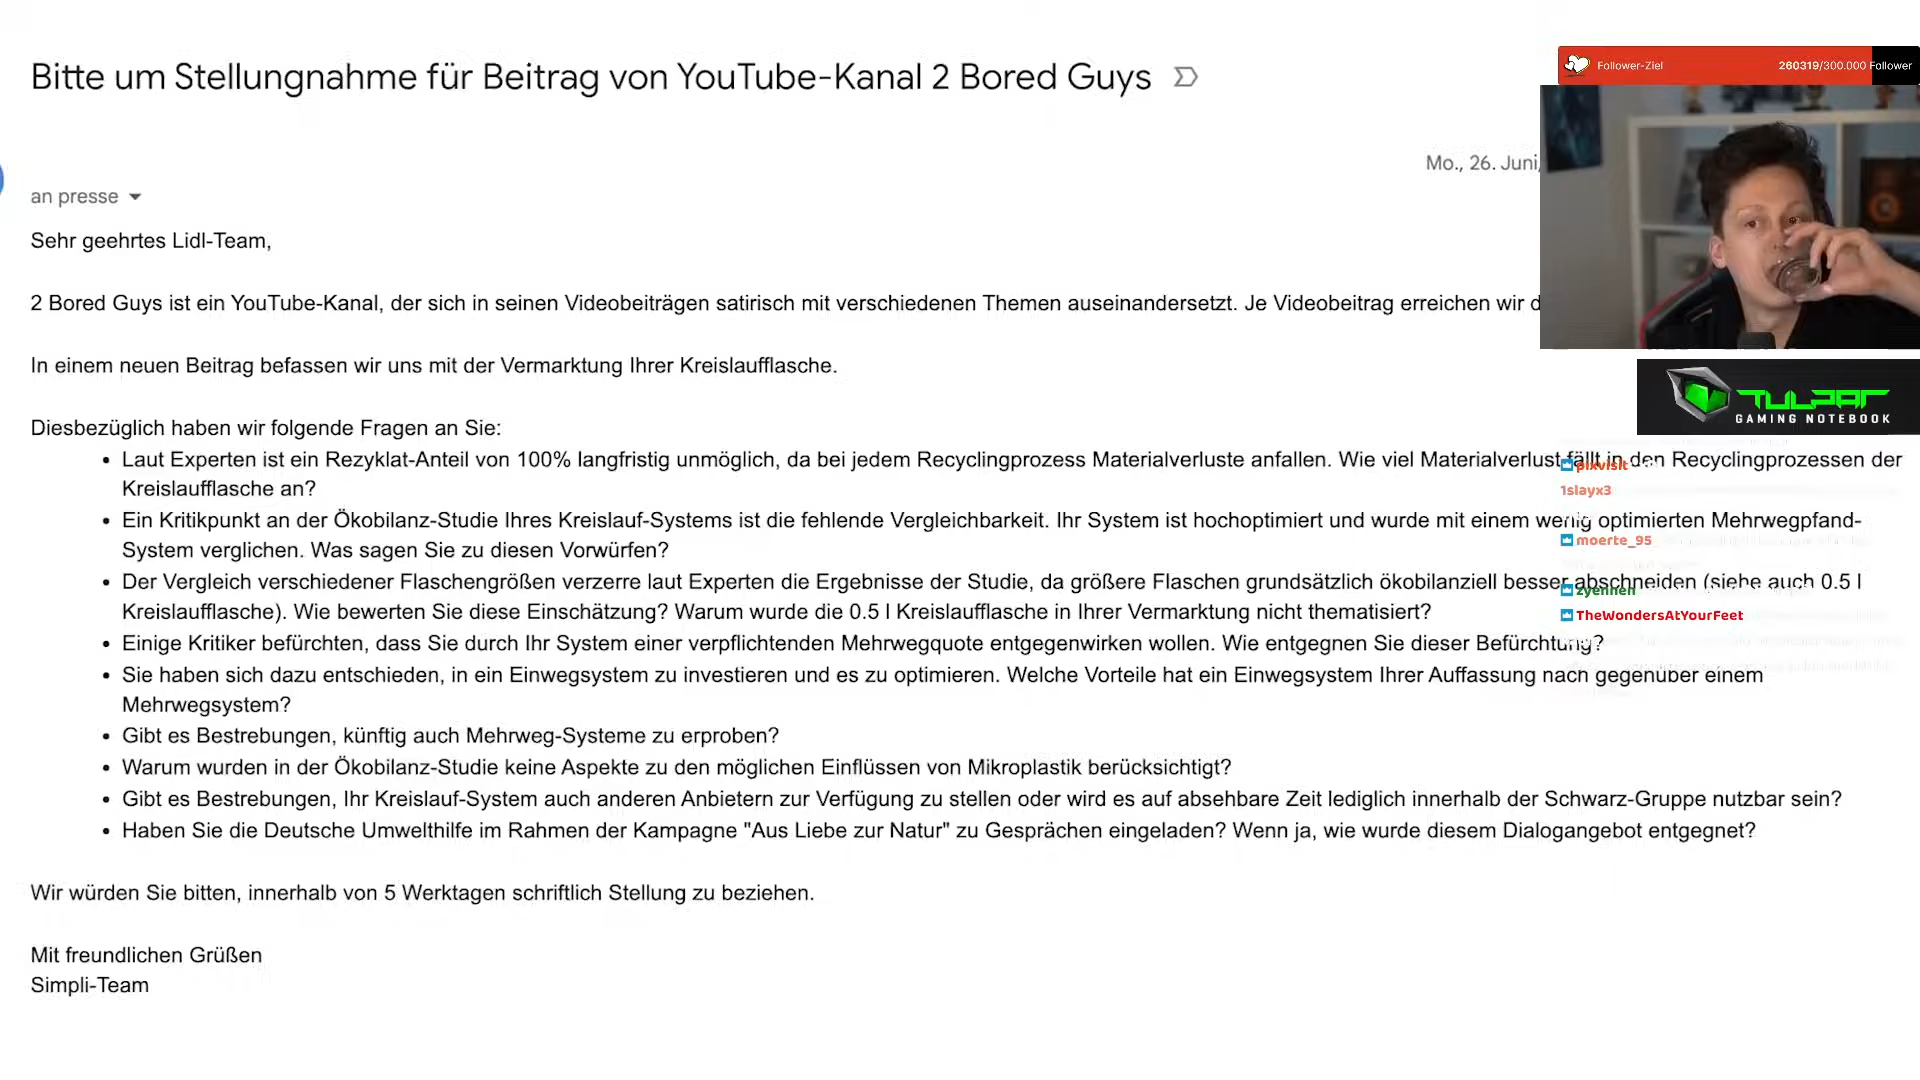 Bitte um Stellungnahme für Beitrag von YouTube-Kanal 2 Bored Guys
Follower-Ziel 260319/300.000 Follower
Mo., 26. Juni,
an presse
Sehr geehrtes Lidl-Team,
2 Bored Guys ist ein YouTube-Kanal, der sich in seinen Videobeiträgen satirisch mit verschiedenen Themen auseinandersetzt. Je Videobeitrag erreichen wir
In einem neuen Beitrag befassen wir uns mit der Vermarktung Ihrer Kreislaufflasche.
TULPAR
GAMING NOTEBOOK
Diesbezüglich haben wir folgende Fragen an Sie:
• Laut Experten ist ein Rezyklat-Anteil von 100% langfristig unmöglich, da bei jedem Recyclingprozess Materialverluste anfallen. Wie viel Materialverlust fällt in den Recyclingprozessen der
Kreislaufflasche an?
• Ein Kritikpunkt an der Ökobilanz-Studie Ihres Kreislauf-Systems ist die fehlende Vergleichbarkeit. Ihr System ist hochoptimiert und wurde mit einem wenig optimierten Mehrwegpfand-
System verglichen. Was sagen Sie zu diesen Vorwürfen?
• Der Vergleich verschiedener Flaschengrößen verzerre laut Experten die Ergebnisse der Studie, da größere Flaschen grundsätzlich ökobilanziell besser abschneiden (siehe auch 0.5 l
Kreislaufflasche). Wie bewerten Sie diese Einschätzung? Warum wurde die 0.5 l Kreislaufflasche in Ihrer Vermarktung nicht thematisiert?
• Einige Kritiker befürchten, dass Sie durch Ihr System einer verpflichtenden Mehrwegquote entgegenwirken wollen. Wie entgegnen Sie dieser Befürchtung?
• Sie haben sich dazu entschieden, in ein Einwegsystem zu investieren und es zu optimieren. Welche Vorteile hat ein Einwegsystem Ihrer Auffassung nach gegenüber einem
Mehrwegsystem?
• Gibt es Bestrebungen, künftig auch Mehrweg-Systeme zu erproben?
• Warum wurden in der Ökobilanz-Studie keine Aspekte zu den möglichen Einflüssen von Mikroplastik berücksichtigt?
• Gibt es Bestrebungen, Ihr Kreislauf-System auch anderen Anbietern zur Verfügung zu stellen oder wird es auf absehbare Zeit lediglich innerhalb der Schwarz-Gruppe nutzbar sein?
• Haben Sie die Deutsche Umwelthilfe im Rahmen der Kampagne "Aus Liebe zur Natur" zu Gesprächen eingeladen? Wenn ja, wie wurde diesem Dialogangebot entgegnet?
pixvisit
1slayx3
moerte_95
zyennen
TheWondersAtYourFeet
Wir würden Sie bitten, innerhalb von 5 Werktagen schriftlich Stellung zu beziehen.
Mit freundlichen Grüßen
Simpli-Team